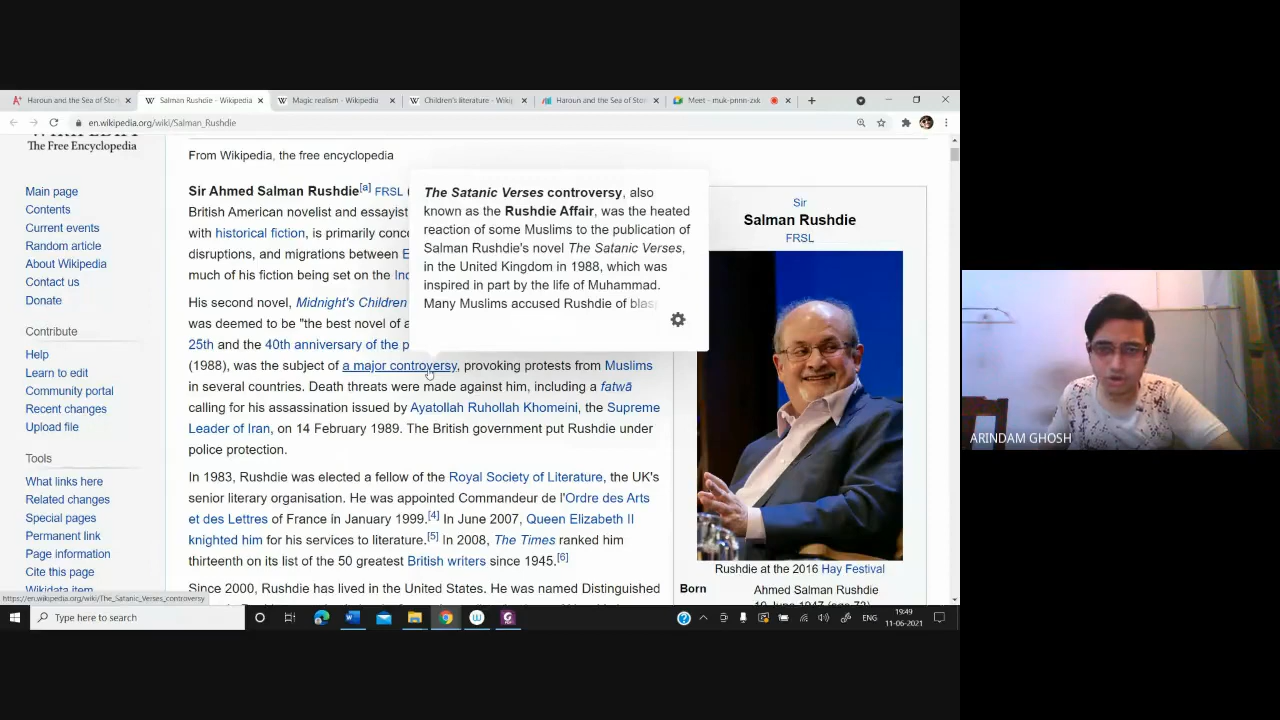 Haroun and the Sea of Stor
Salman Rushdie - Wikipedia
Magic realism - Wikipedia
Children's literature - Wikip
Haroun and the Sea of Stor
Meet - muk-pnnn-zxk
en.wikipedia.org/wiki/Salman_Rushdie
The Free Encyclopedia
Main page
Contents
Current events
Random article
About Wikipedia
Contact us
Donate
Contribute
Help
Learn to edit
Community portal
Recent changes
Upload file
Tools
What links here
Related changes
Special pages
Permanent link
Page information
Cite this page
Wikidata item
https://en.wikipedia.org/wiki/The_Satanic_Verses_controversy
From Wikipedia, the free encyclopedia
Sir Ahmed Salman Rushdie[a] FRSL
British American novelist and essayist
with historical fiction, is primarily conc
disruptions, and migrations between E
much of his fiction being set on the Ind
His second novel, Midnight's Children
was deemed to be "the best novel of a
25th and the 40th anniversary of the p
(1988), was the subject of a major controversy, provoking protests from Muslims
in several countries. Death threats were made against him, including a fatwā
calling for his assassination issued by Ayatollah Ruhollah Khomeini, the Supreme
Leader of Iran, on 14 February 1989. The British government put Rushdie under
police protection.
In 1983, Rushdie was elected a fellow of the Royal Society of Literature, the UK's
senior literary organisation. He was appointed Commandeur de l'Ordre des Arts
et des Lettres of France in January 1999.[4] In June 2007, Queen Elizabeth II
knighted him for his services to literature.[5] In 2008, The Times ranked him
thirteenth on its list of the 50 greatest British writers since 1945.[6]
Since 2000, Rushdie has lived in the United States. He was named Distinguished
The Satanic Verses controversy, also
known as the Rushdie Affair, was the heated
reaction of some Muslims to the publication of
Salman Rushdie's novel The Satanic Verses,
in the United Kingdom in 1988, which was
inspired in part by the life of Muhammad.
Many Muslims accused Rushdie of blas
Sir
Salman Rushdie
FRSL
Rushdie at the 2016 Hay Festival
Born
Ahmed Salman Rushdie
ARINDAM GHOSH
Type here to search
ENG
19:49
11-06-2021